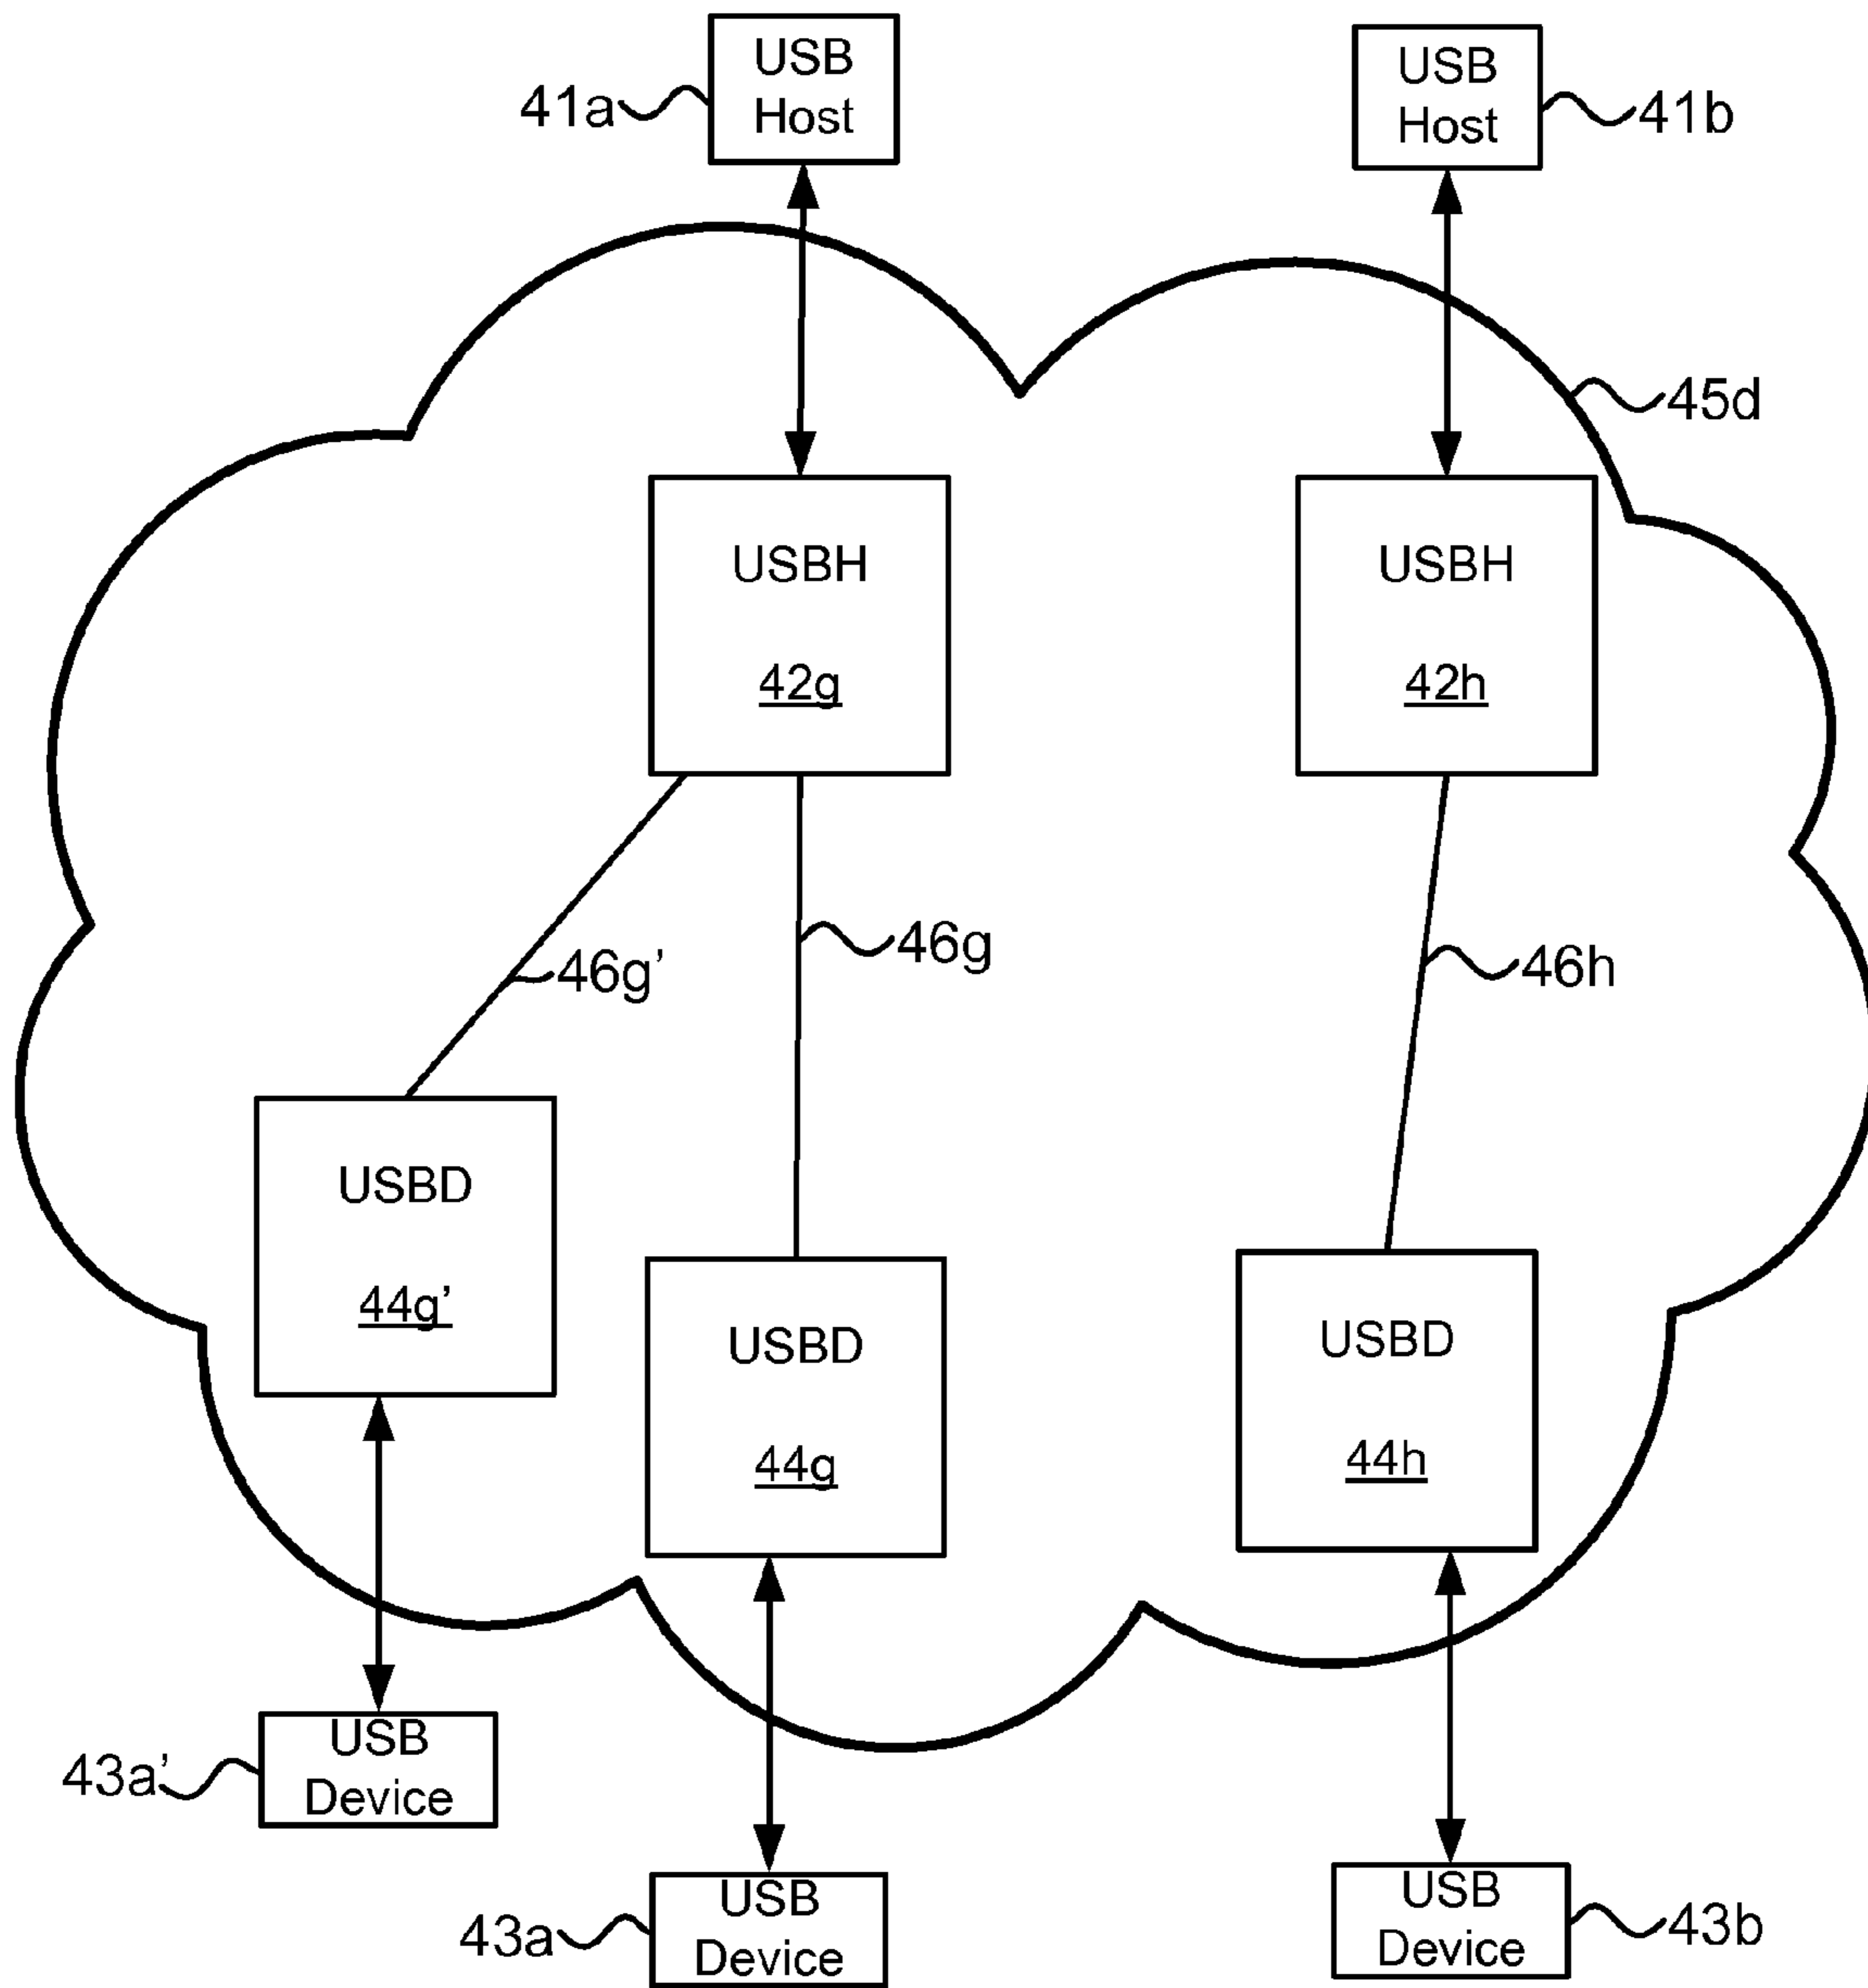 USB
Host
41a
USB
Host
41b
45d
USBH
42g
USBH
42h
46g’
46g
46h
USBD
44g’
USBD
44g
USBD
44h
43a’
USB
Device
43a
USB
Device
USB
Device
43b